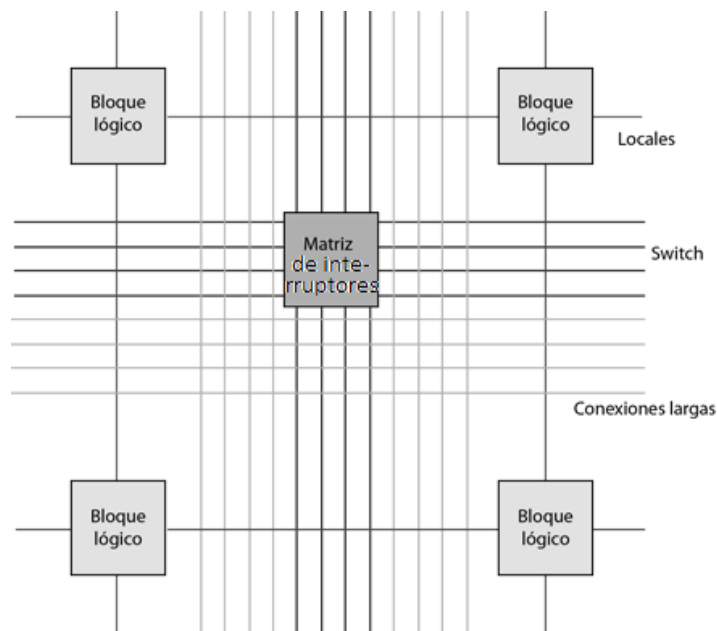 Bloque
lógico
Bloque
lógico
Locales
Matriz
de inte-
rruptores
Switch
Conexiones largas
Bloque
lógico
Bloque
lógico